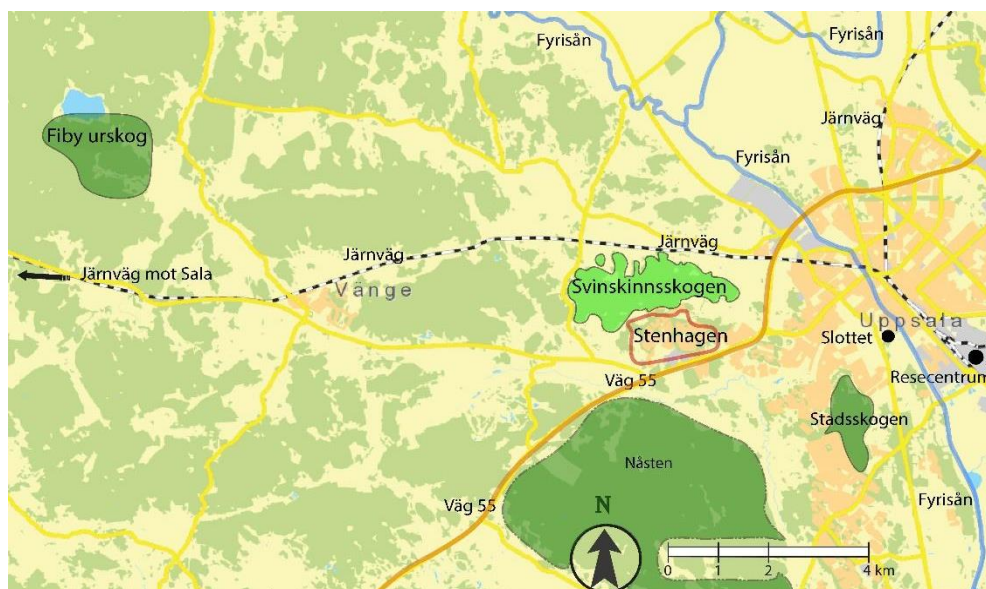 Fyrisån
Fyrisån
Järnväg
Fiby urskog
Fyrisån
Järnväg
Järnväg
Järnväg mot Sala
Vänge
Svinskinnsskogen
Uppsala
Stenhagen
Slottet
Resecentrum
Väg 55
Stadsskogen
Nåsten
Väg 55
Fyrisån
N
0 1 2 4 km